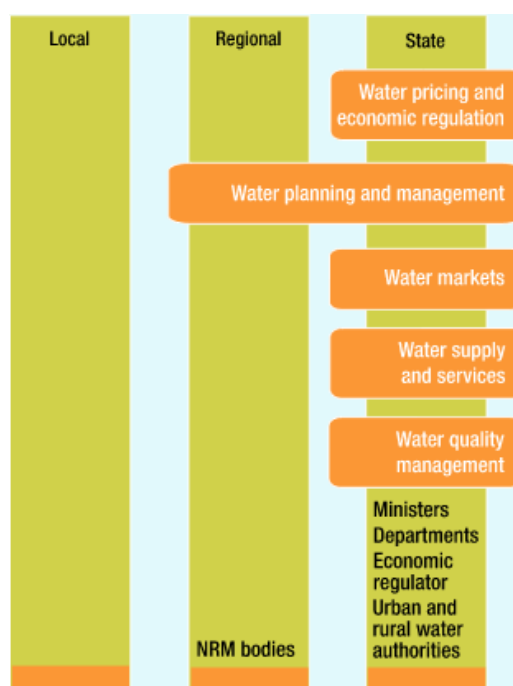 Local
Regional
State
Water pricing and
economic regulation
Water planning and management
Water markets
Water supply
and services
Water quality
management
Ministers
Departments
Economic
regulator
Urban and
rural water
authorities
NRM bodies